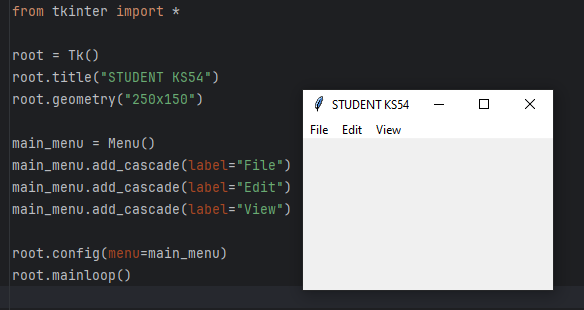 from tkinter import *
root = Tk()
root.title("STUDENT KS54")
root.geometry("250x150")
main_menu = Menu()
main_menu.add_cascade(label="File")
main_menu.add_cascade(label="Edit")
main_menu.add_cascade(label="View")
root.config(menu=main_menu)
root.mainloop()
STUDENT KS54
File Edit View